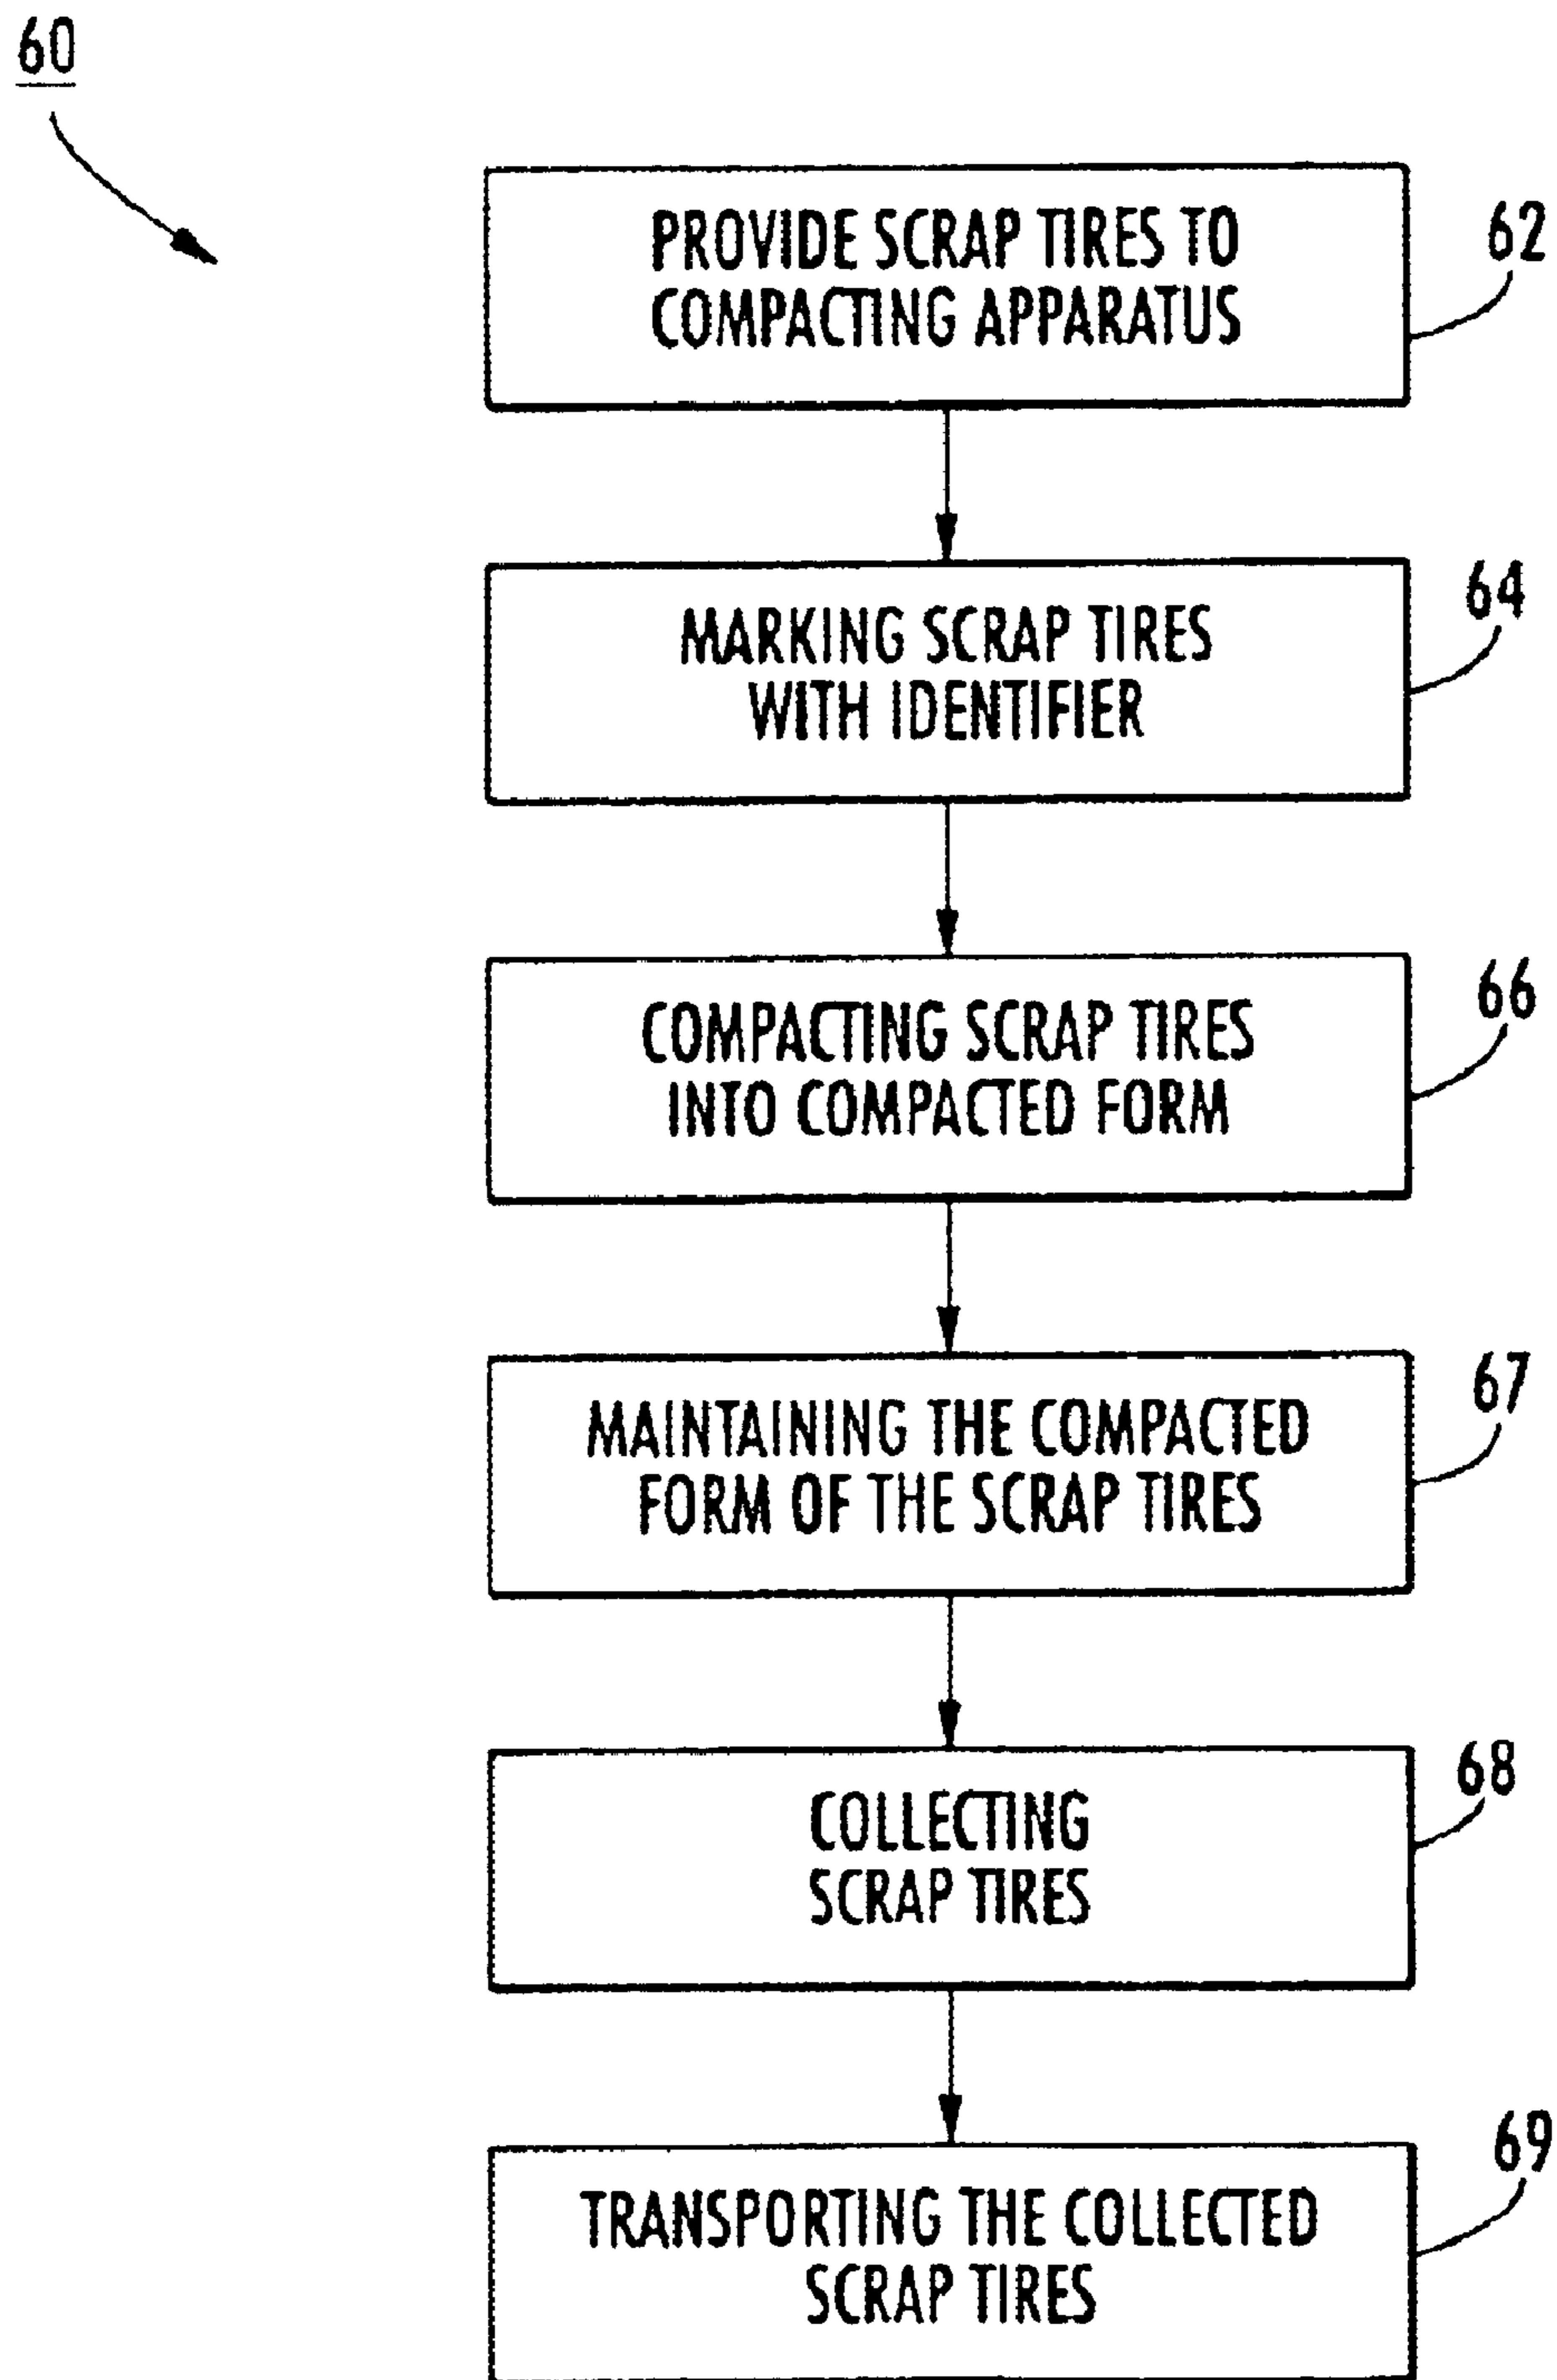 60
PROVIDE SCRAP TIRES TO
COMPACTING APPARATUS
62
MARKING SCRAP TIRES
WITH IDENTIFIER
64
COMPACTING SCRAP TIRES
INTO COMPACTED FORM
66
MAINTAINING THE COMPACTED
FORM OF THE SCRAP TIRES
67
COLLECTING
SCRAP TIRES
68
TRANSPORTING THE COLLECTED
SCRAP TIRES
69